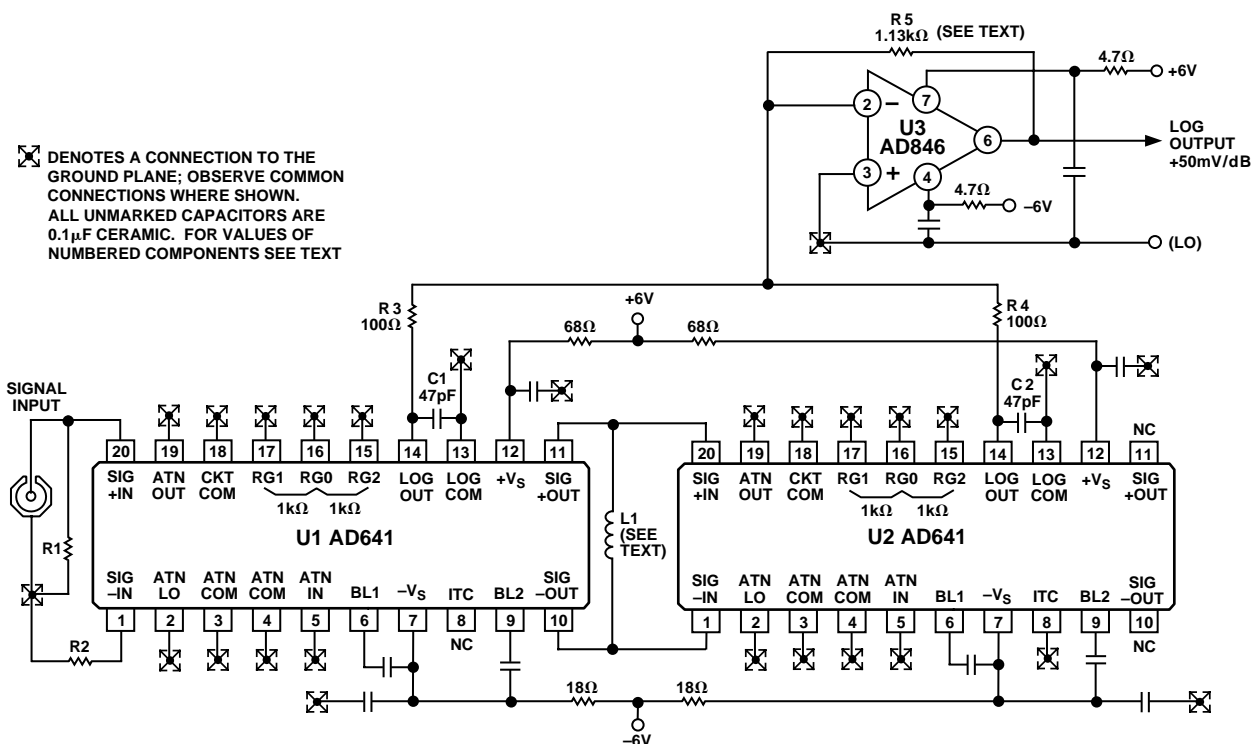 R5
1.13kΩ (SEE TEXT)
4.7Ω
+6V
2
−
7
U3
AD846
6
LOG
OUTPUT
+50mV/dB
3
+
4
4.7Ω
−6V
(LO)
DENOTES A CONNECTION TO THE
GROUND PLANE; OBSERVE COMMON
CONNECTIONS WHERE SHOWN.
ALL UNMARKED CAPACITORS ARE
0.1μF CERAMIC. FOR VALUES OF
NUMBERED COMPONENTS SEE TEXT
R3
100Ω
+6V
68Ω
68Ω
R4
100Ω
C1
47pF
C2
47pF
SIGNAL
INPUT
20 19 18 17 16 15 14 13 12 11
SIG +IN
ATN OUT
CKT COM
RG1 RG0 RG2
LOG OUT
LOG COM
+VS
SIG +OUT
1kΩ 1kΩ
U1 AD641
R1
SIG −IN
ATN LO
ATN COM
ATN COM
ATN IN
BL1
−VS
ITC
BL2
SIG −OUT
1 2 3 4 5 6 7 8 9 10
NC
R2
L1
(SEE
TEXT)
NC
20 19 18 17 16 15 14 13 12 11
SIG +IN
ATN OUT
CKT COM
RG1 RG0 RG2
LOG OUT
LOG COM
+VS
SIG +OUT
1kΩ 1kΩ
U2 AD641
SIG −IN
ATN LO
ATN COM
ATN COM
ATN IN
BL1
−VS
ITC
BL2
SIG −OUT
1 2 3 4 5 6 7 8 9 10
NC
18Ω
18Ω
−6V